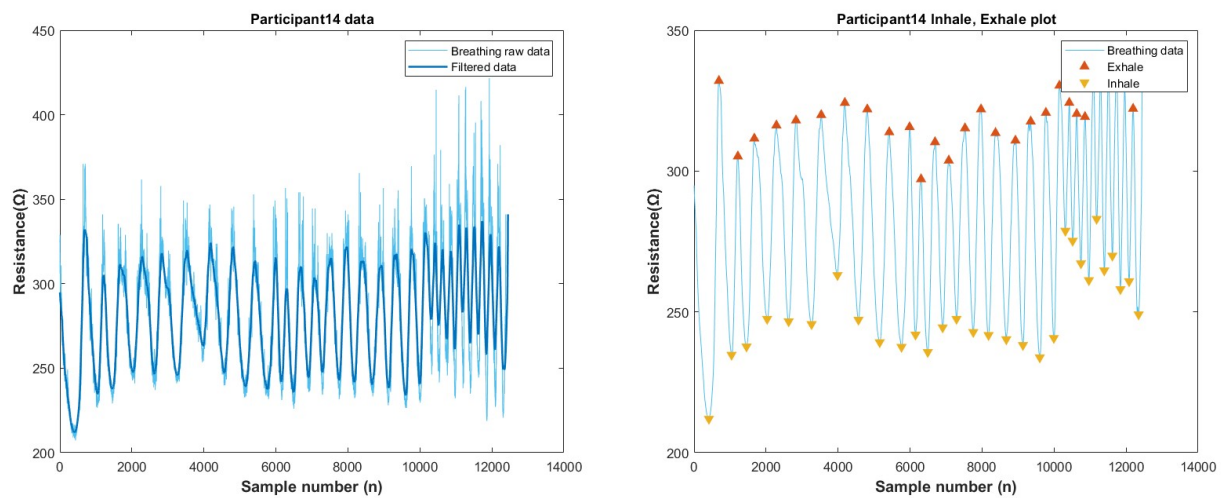 Participant14 data
450
400
350
300
250
200
Resistance(Ω)
0 2000 4000 6000 8000 10000 12000 14000
Sample number (n)
Breathing raw data
Filtered data
Participant14 Inhale, Exhale plot
350
300
250
200
Resistance(Ω)
0 2000 4000 6000 8000 10000 12000 14000
Sample number (n)
Breathing data
Exhale
Inhale